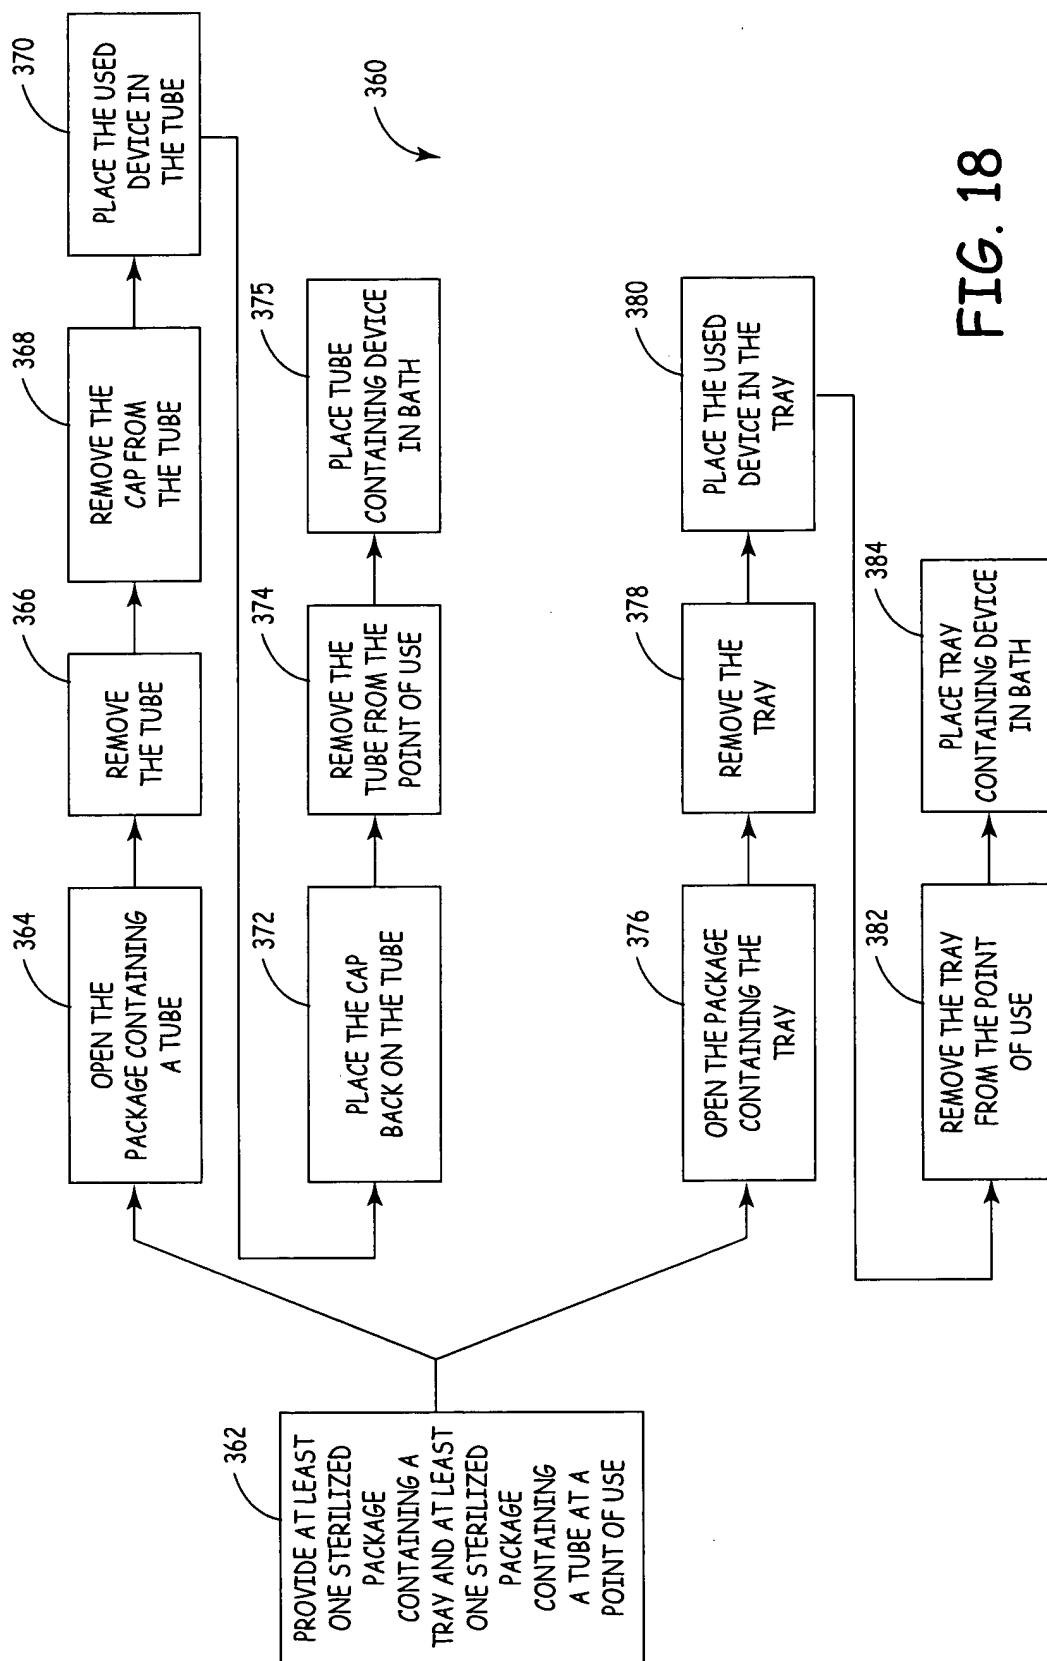 362
PROVIDE AT LEAST
ONE STERILIZED
PACKAGE
CONTAINING A
TRAY AND AT LEAST
ONE STERILIZED
PACKAGE
CONTAINING
A TUBE AT A
POINT OF USE
364
OPEN THE
PACKAGE CONTAINING
A TUBE
366
REMOVE
THE TUBE
368
REMOVE THE
CAP FROM
THE TUBE
370
PLACE THE USED
DEVICE IN
THE TUBE
372
PLACE THE CAP
BACK ON THE TUBE
374
REMOVE THE
TUBE FROM THE
POINT OF USE
375
PLACE TUBE
CONTAINING DEVICE
IN BATH
360
376
OPEN THE PACKAGE
CONTAINING THE
TRAY
378
REMOVE THE
TRAY
380
PLACE THE USED
DEVICE IN THE
TRAY
382
REMOVE THE TRAY
FROM THE POINT
OF USE
384
PLACE TRAY
CONTAINING DEVICE
IN BATH
FIG. 18